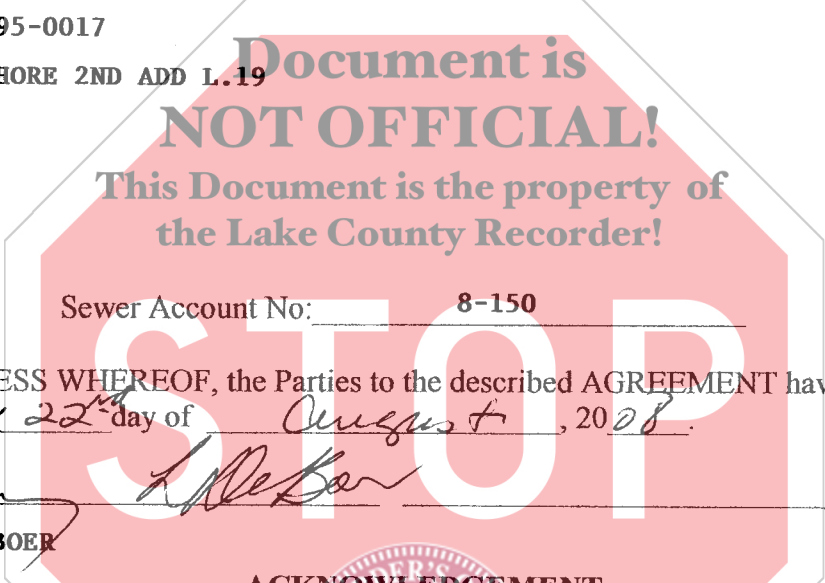 95-0017
HORE 2ND ADD L.19
Document is
NOT OFFICIAL!
This Document is the property of
the Lake County Recorder!
Sewer Account No: 8-150
STOP
ESS WHEREOF, the Parties to the described AGREEMENT hav
22nd day of August, 2008.
BOER
ACKNOWLEDGEMENT